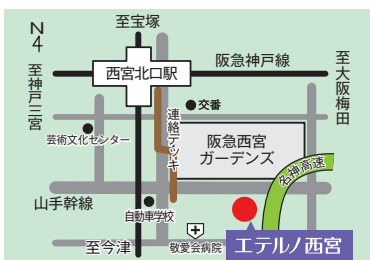 N
4
至宝塚
阪急神戸線
至大阪梅田
西宮北口駅
至神戸三宮
交番
連絡デッキ
芸術文化センター
阪急西宮
ガーデンズ
名神高速
山手幹線
自動車学校
至今津
敬愛会病院
エテルノ西宮